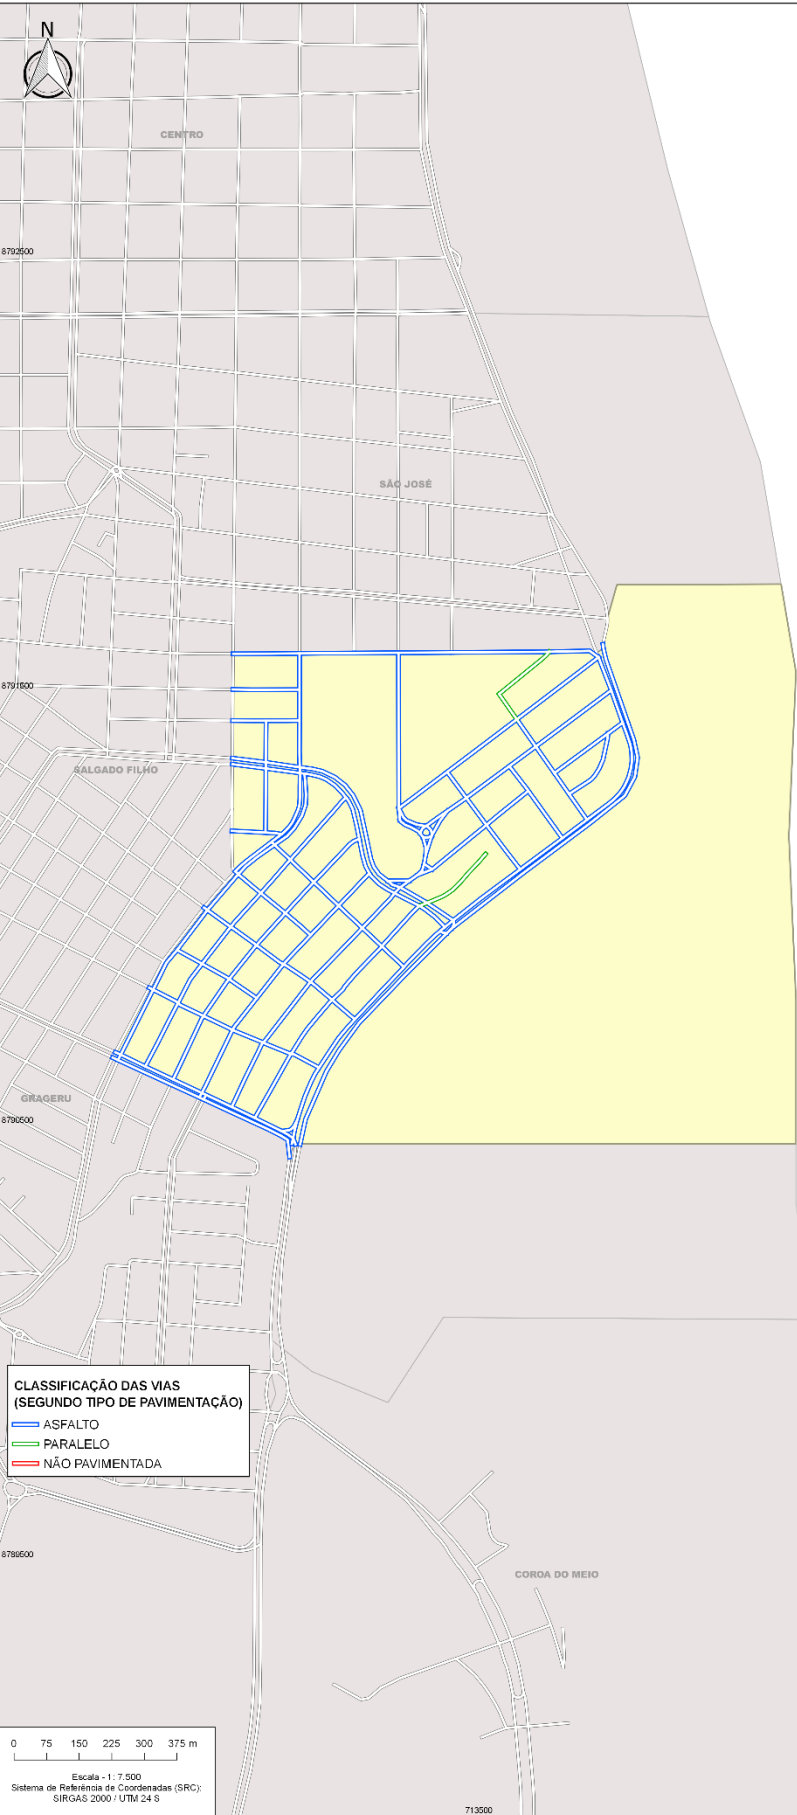 N
CENTRO
8792500
SÃO JOSÉ
8791500
SALGADO FILHO
GRAGERU
8790500
CLASSIFICAÇÃO DAS VIAS
(SEGUNDO TIPO DE PAVIMENTAÇÃO)
ASFALTO
PARALELO
NÃO PAVIMENTADA
8789500
COROA DO MEIO
0 75 150 225 300 375 m
Escala - 1: 7.500
Sistema de Referência de Coordenadas (SRC):
SIRGAS 2000 / UTM 24 S
713500